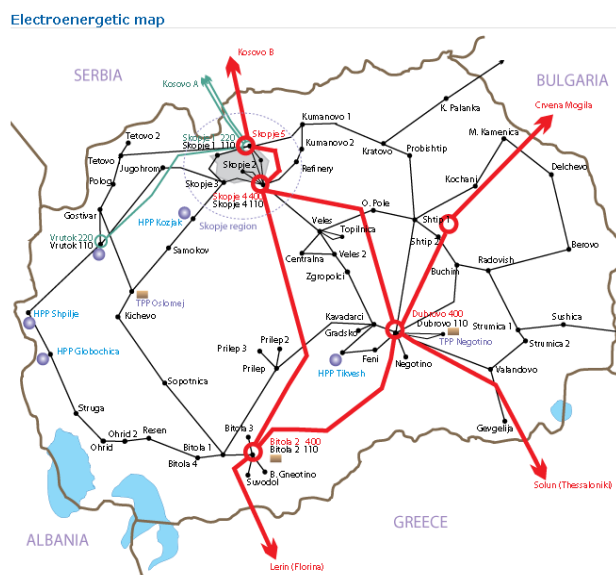 Electroenergetic map
Kosovo B
SERBIA
Kosovo A
BULGARIA
Crvena Mogila
K. Palanka
Kumanovo 1
Tetovo 2
Skopje 5
Skopje 1 220
Skopje 1 110
Kumanovo 2
M. Kamenica
Tetovo
Jugohrom
Skopje 2
Refinery
Kratovo
Probishtip
Delchevo
Polog
Skopje 3
Kochani
Skopje 4 400
Skopje 4 110
Gostivar
HPP Kozjak
Skopje region
O. Pole
Shtip 1
Veles
Topilnica
Shtip 2
Vrutok 220
Vrutok 110
Samokov
Centralna
Veles 2
Berovo
Buchim
Radovish
Zgropolci
TPP Oslomej
HPP Shpilje
Kichevo
Kavadarci
Dubrovo 400
Dubrovo 110
Gradsko
TPP Negotino
Strumica 1
Sushica
Strumica 2
Prilep 2
Prilep 3
HPP Globochica
HPP Tikvesh
Feni
Negotino
Prilep
Valandovo
Sopotnica
Struga
Gevgelija
Ohrid 2
Resen
Bitola 3
Ohrid
Bitola 1
Bitola 2 400
Bitola 2 110
Bitola 4
B. Gneotino
Suvodol
Solun (Thessaloniki)
GREECE
ALBANIA
Lerin (Florina)